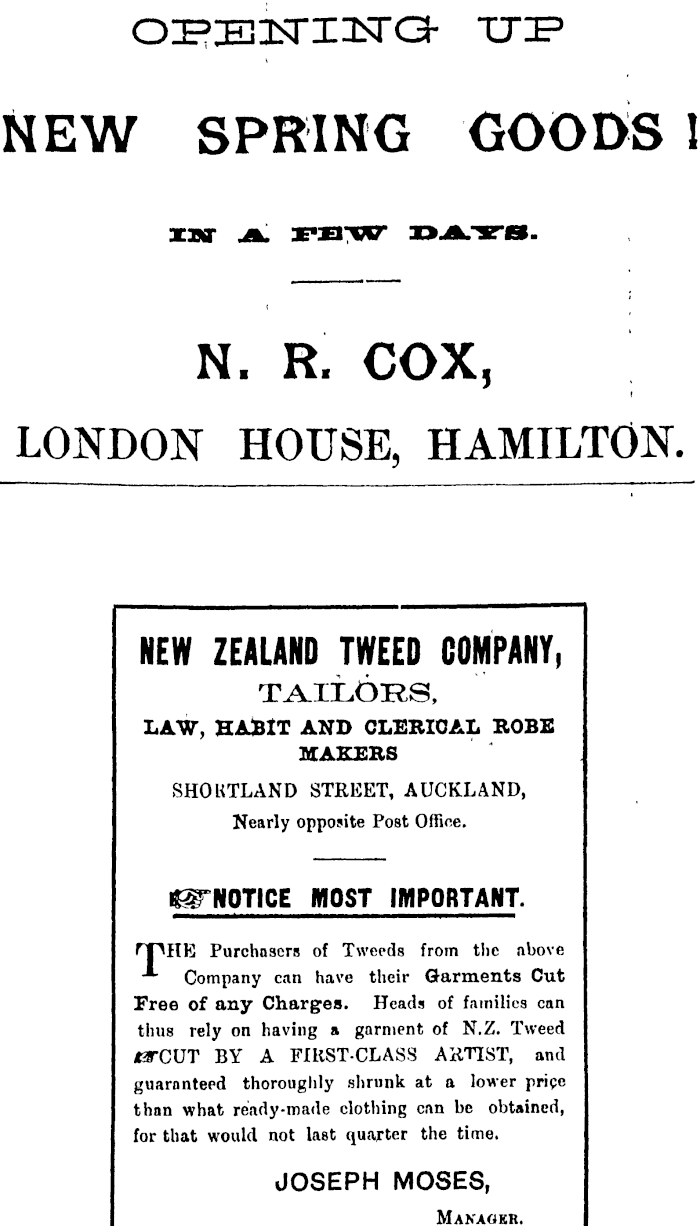 OPENING UP
NEW SPRING GOODS!
IN A FEW DAYS.
N. R. COX,
LONDON HOUSE, HAMILTON.
NEW ZEALAND TWEED COMPANY,
TAILORS,
LAW, HABIT AND CLERICAL ROBE
MAKERS
SHORTLAND STREET, AUCKLAND,
Nearly opposite Post Office.
☞NOTICE MOST IMPORTANT.
THE Purchasers of Tweeds from the above
Company can have their Garments Cut
Free of any Charges. Heads of families can
thus rely on having a garment of N.Z. Tweed
☞CUT BY A FIRST-CLASS ARTIST, and
guaranteed thoroughly shrunk at a lower price
than what ready-made clothing can be obtained,
for that would not last quarter the time.
JOSEPH MOSES,
MANAGER.